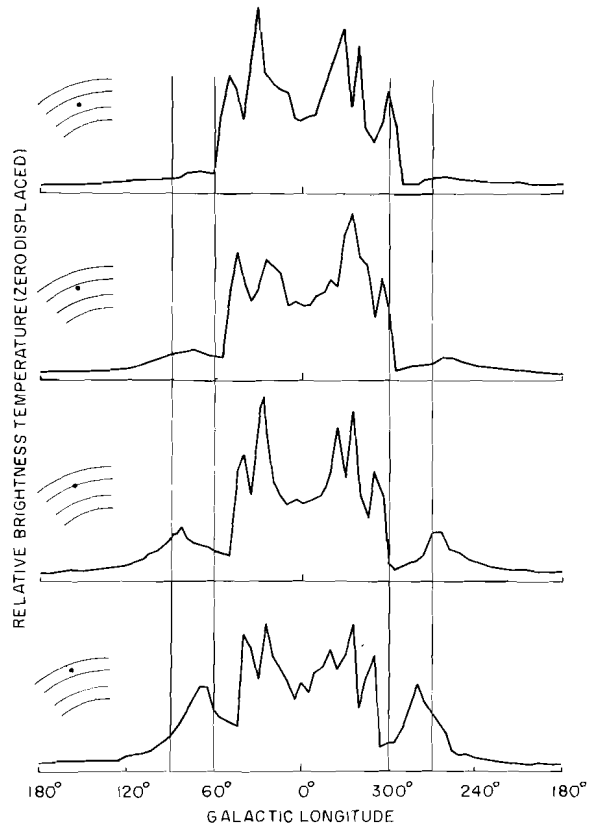 RELATIVE BRIGHTNESS TEMPERATURE (ZERO DISPLACED)
180° 120° 60° 0° 300° 240° 180°
GALACTIC LONGITUDE